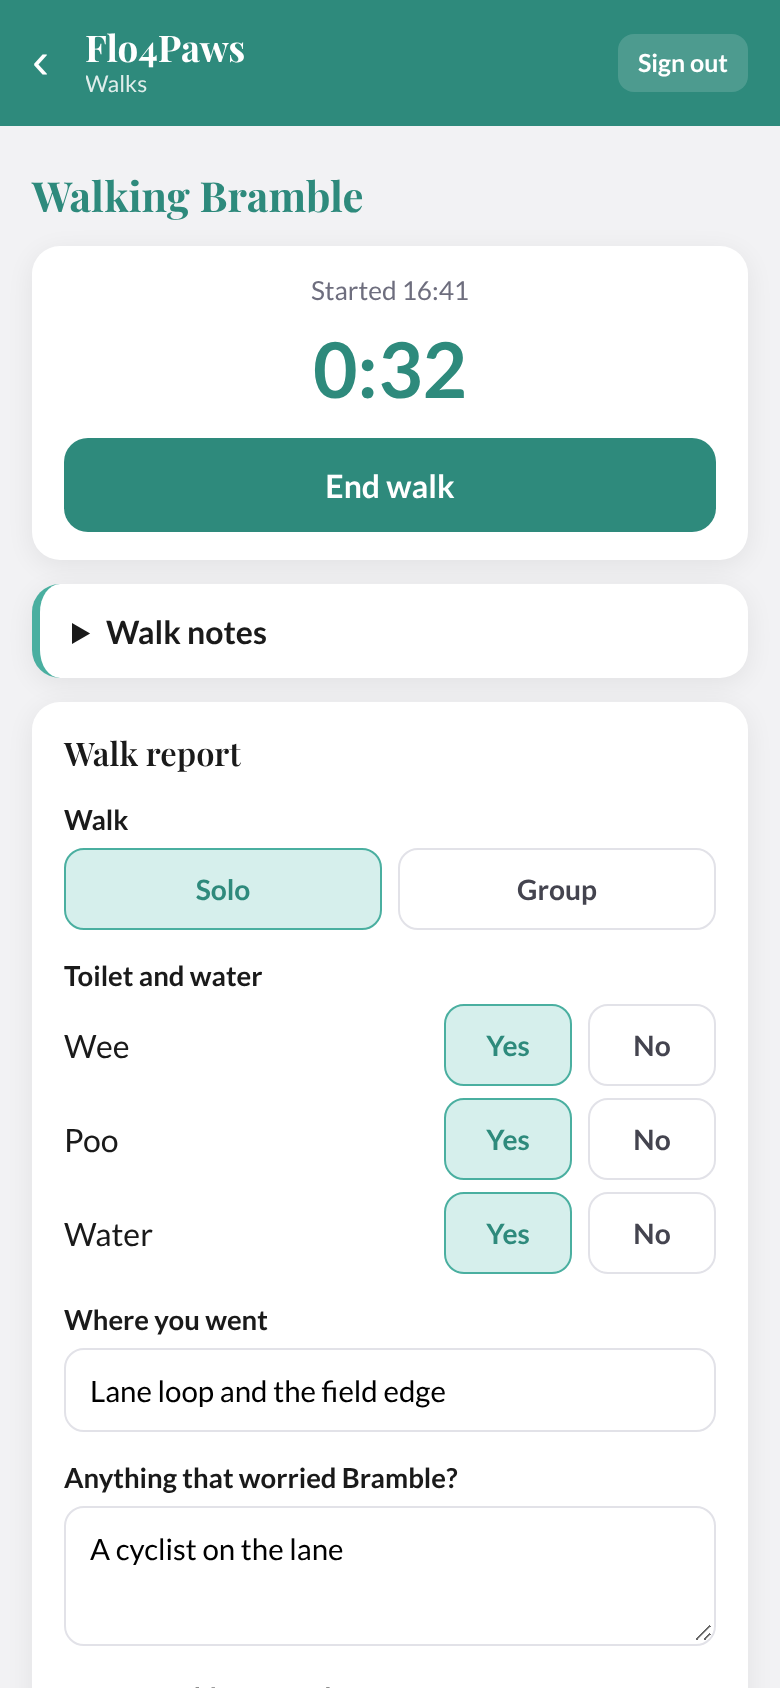 Flo4Paws
Walks
Sign out
Walking Bramble
Started 16:41
0:32
End walk
Walk notes
Walk report
Walk
Solo
Group
Toilet and water
Wee
Yes
No
Poo
Yes
No
Water
Yes
No
Where you went
Lane loop and the field edge
Anything that worried Bramble?
A cyclist on the lane